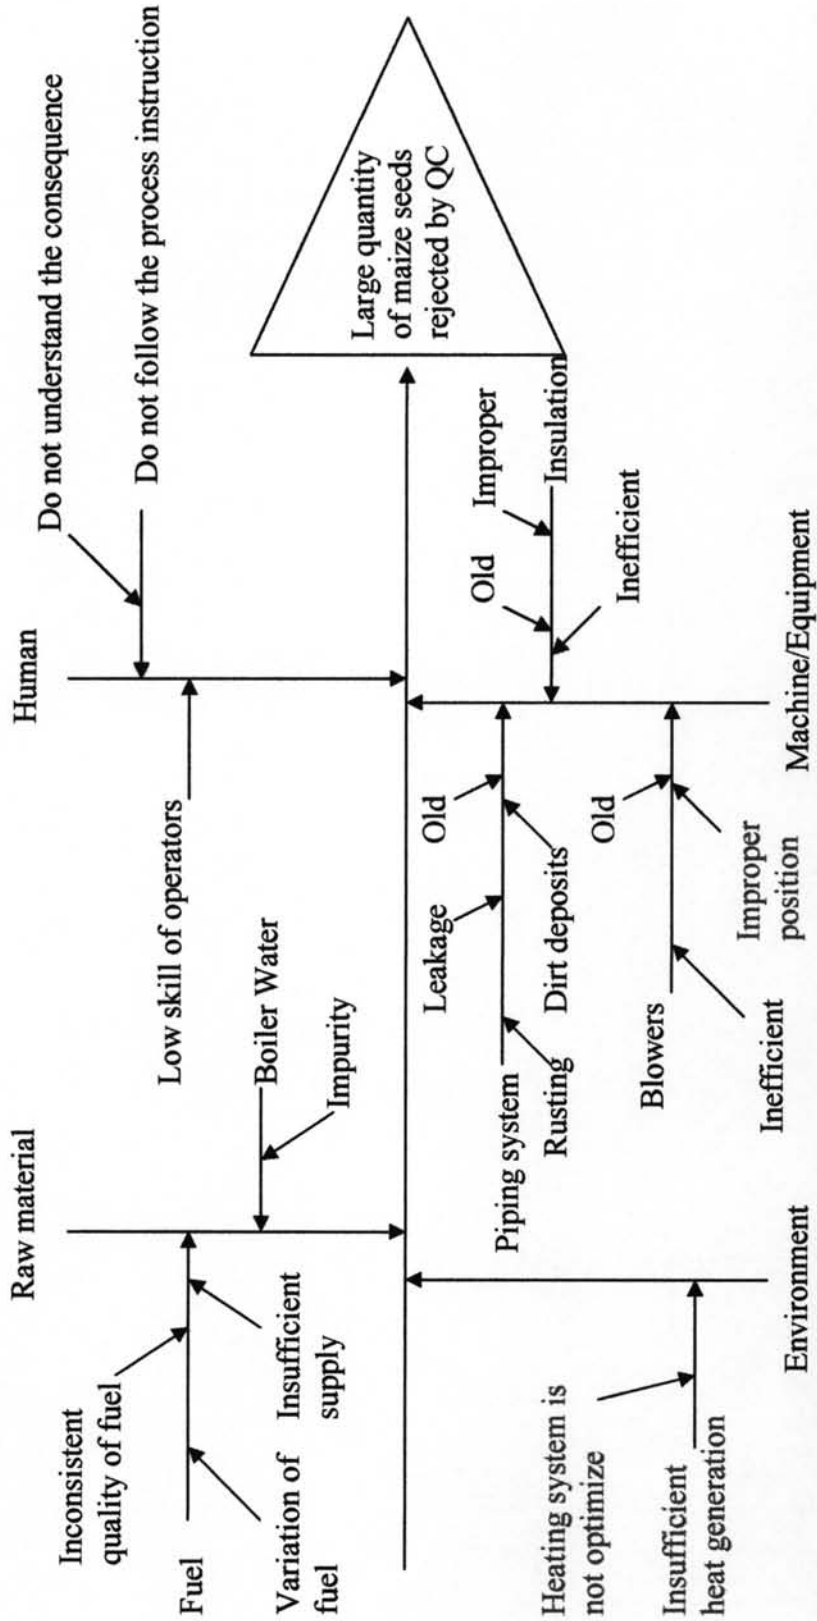 Raw material
Human
Inconsistent
quality of fuel
Fuel
Variation of
fuel
Insufficient
supply
Boiler Water
Impurity
Low skill of operators
Do not understand the consequence
Do not follow the process instruction
Large quantity
of maize seeds
rejected by QC
Heating system is
not optimize
Insufficient
heat generation
Environment
Piping system
Leakage
Old
Rusting
Dirt deposits
Blowers
Old
Inefficient
Improper
position
Old
Improper
Insulation
Inefficient
Machine/Equipment